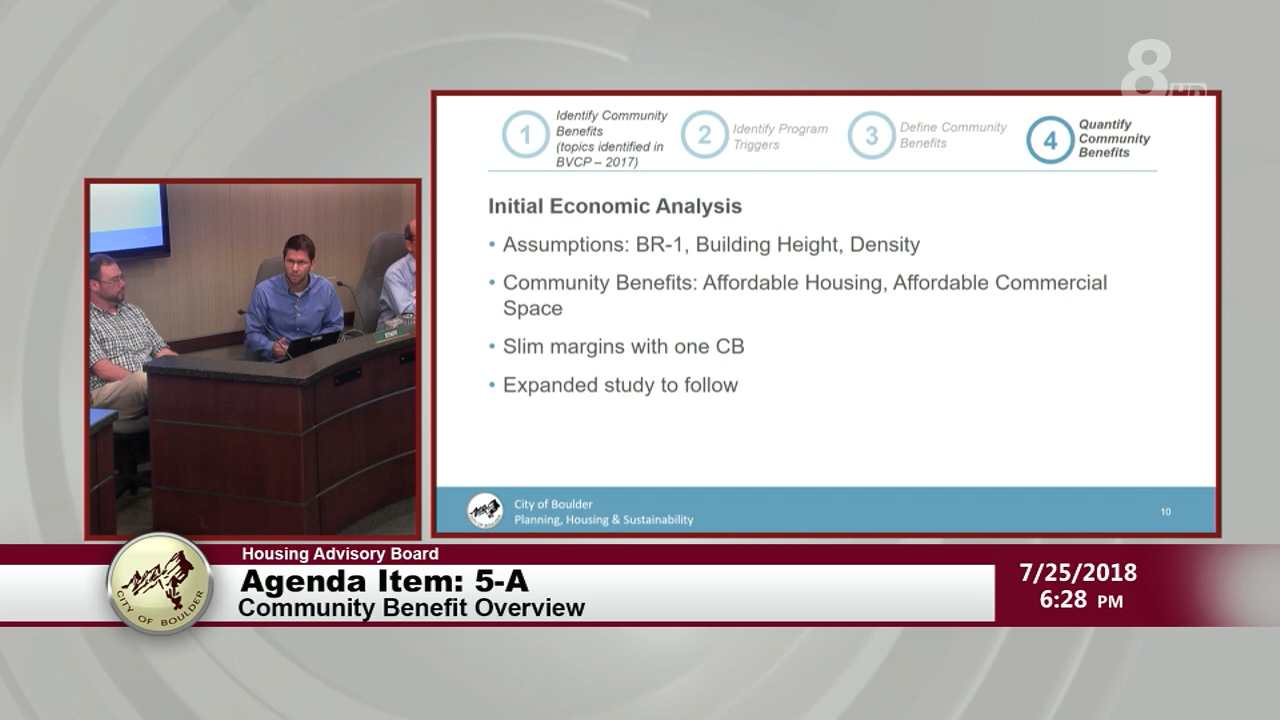 8
HD
1
Identify Community
Benefits
(topics identified in
BVCP – 2017)
2
Identify Program
Triggers
3
Define Community
Benefits
4
Quantify
Community
Benefits
Initial Economic Analysis
• Assumptions: BR-1, Building Height, Density
• Community Benefits: Affordable Housing, Affordable Commercial
Space
• Slim margins with one CB
• Expanded study to follow
City of Boulder
Planning, Housing & Sustainability
10
STAFF
Housing Advisory Board
Agenda Item: 5-A
Community Benefit Overview
CITY OF BOULDER
7/25/2018
6:28 PM